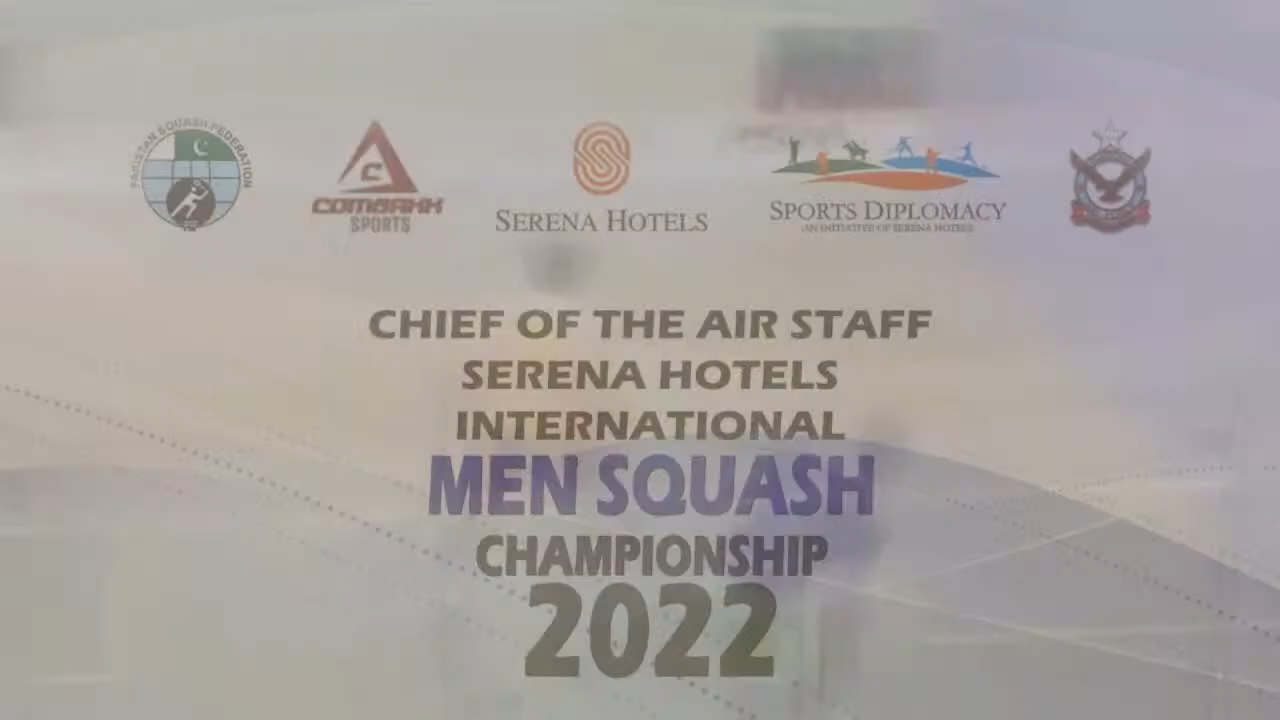 PAKISTAN SQUASH FEDERATION
C
COMBAXX
SPORTS
SERENA HOTELS
SPORTS DIPLOMACY
AN INITIATIVE OF SERENA HOTELS
CHIEF OF THE AIR STAFF
SERENA HOTELS
INTERNATIONAL
MEN SQUASH
CHAMPIONSHIP
2022